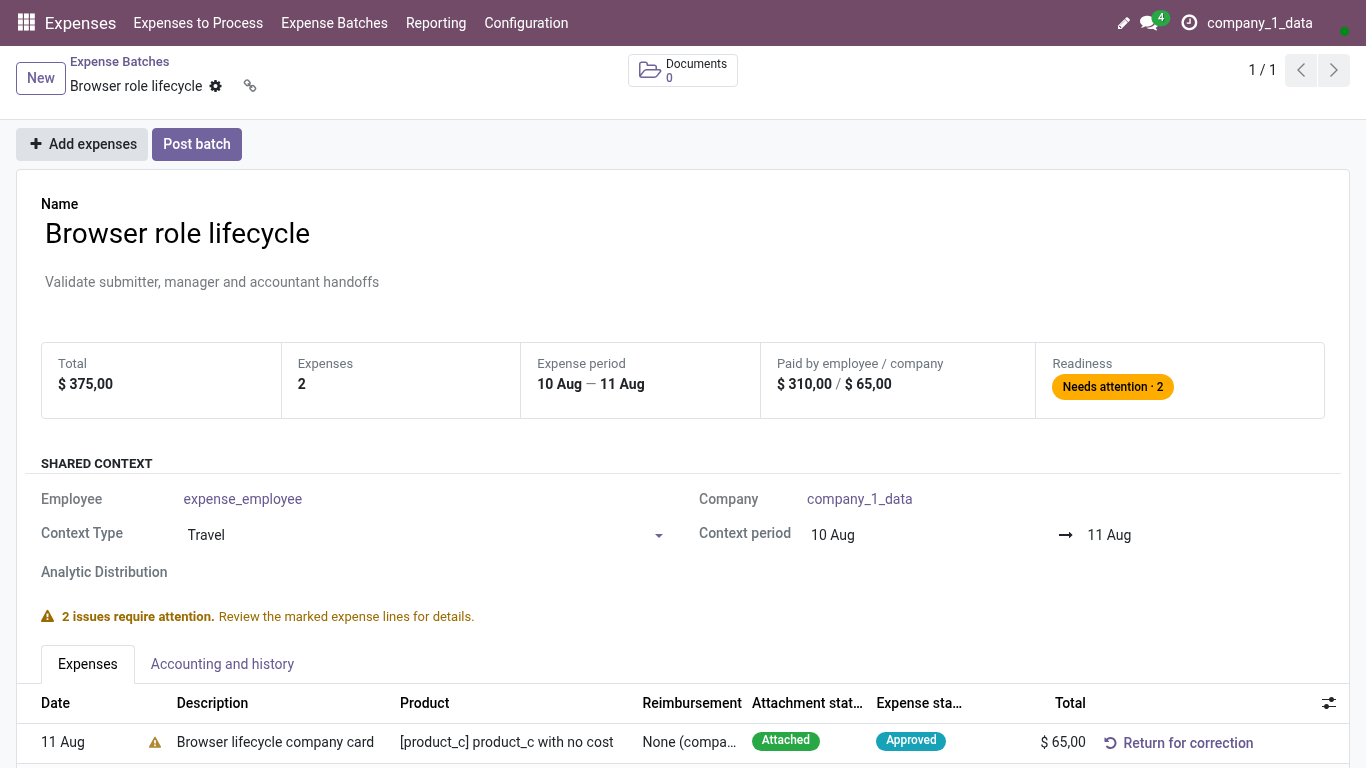 Expenses Expenses to Process Expense Batches Reporting Configuration 4 company_1_data
New Expense Batches Documents 1 / 1
Browser role lifecycle 0
Add expenses Post batch
Name
Browser role lifecycle
Validate submitter, manager and accountant handoffs
Total Expenses Expense period Paid by employee / company Readiness
$ 375,00 2 10 Aug — 11 Aug $ 310,00 / $ 65,00 Needs attention · 2
SHARED CONTEXT
Employee expense_employee Company company_1_data
Context Type Travel Context period 10 Aug → 11 Aug
Analytic Distribution
2 issues require attention. Review the marked expense lines for details.
Expenses Accounting and history
Date Description Product Reimbursement Attachment stat... Expense sta... Total
11 Aug Browser lifecycle company card [product_c] product_c with no cost None (compa... Attached Approved $ 65,00 Return for correction